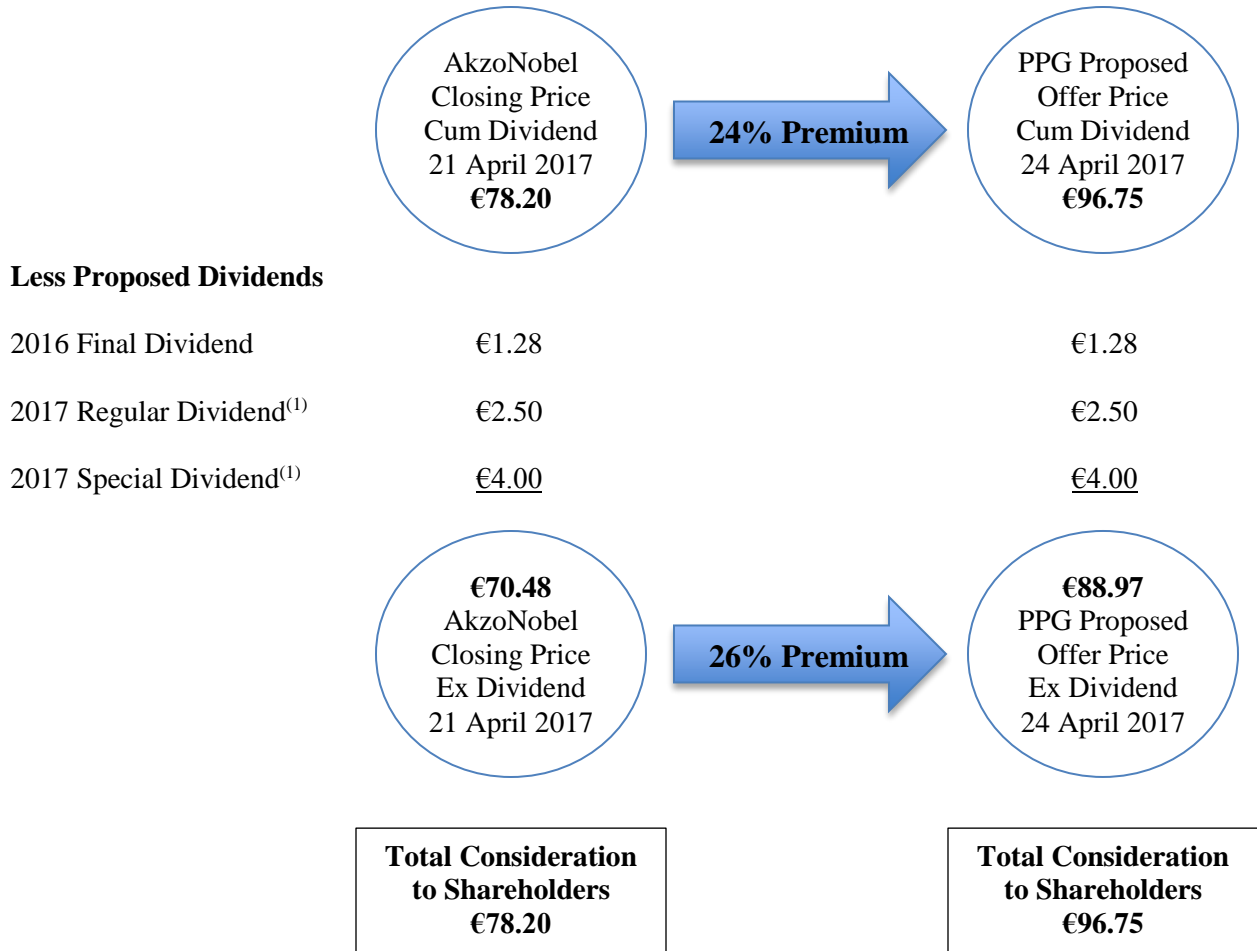 AkzoNobel
Closing Price
Cum Dividend
21 April 2017
€78.20
24% Premium
PPG Proposed
Offer Price
Cum Dividend
24 April 2017
€96.75
Less Proposed Dividends
2016 Final Dividend €1.28 €1.28
2017 Regular Dividend(1) €2.50 €2.50
2017 Special Dividend(1) €4.00 €4.00
€70.48
AkzoNobel
Closing Price
Ex Dividend
21 April 2017
26% Premium
€88.97
PPG Proposed
Offer Price
Ex Dividend
24 April 2017
Total Consideration
to Shareholders
€78.20
Total Consideration
to Shareholders
€96.75